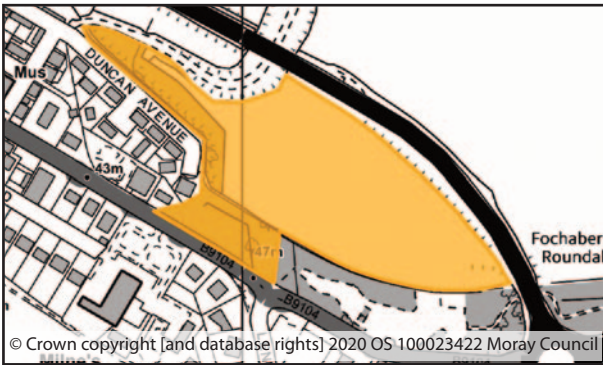 DUNCAN AVENUE
Mus
43m
Fochaber
Roundal
47m
B9104
B9104
© Crown copyright [and database rights] 2020 OS 100023422 Moray Council
Milne's